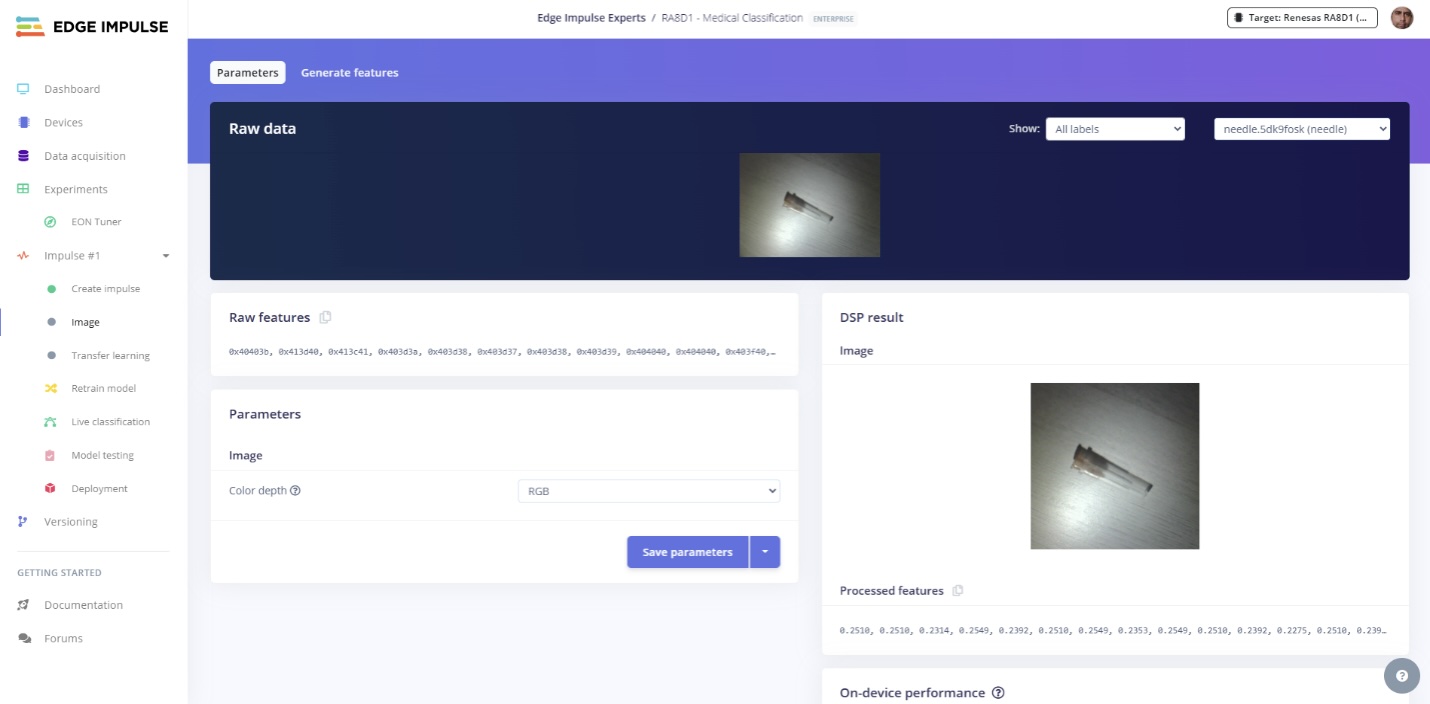 EDGE IMPULSE
Edge Impulse Experts / RA8D1 - Medical Classification ENTERPRISE
Target: Renesas RA8D1 (...
Dashboard
Devices
Data acquisition
Experiments
EON Tuner
Impulse #1
Create impulse
Image
Transfer learning
Retrain model
Live classification
Model testing
Deployment
Versioning
GETTING STARTED
Documentation
Forums
Parameters Generate features
Raw data
Show: All labels needle.5dk9fosk (needle)
Raw features
0x40403b, 0x413d40, 0x413c41, 0x403d3a, 0x403d38, 0x403d37, 0x403d38, 0x403d39, 0x404040, 0x404040, 0x403f40,…
Parameters
Image
Color depth ?
RGB
Save parameters
DSP result
Image
Processed features
0.2510, 0.2510, 0.2314, 0.2549, 0.2392, 0.2510, 0.2549, 0.2353, 0.2549, 0.2510, 0.2392, 0.2275, 0.2510, 0.239…
On-device performance ?
?